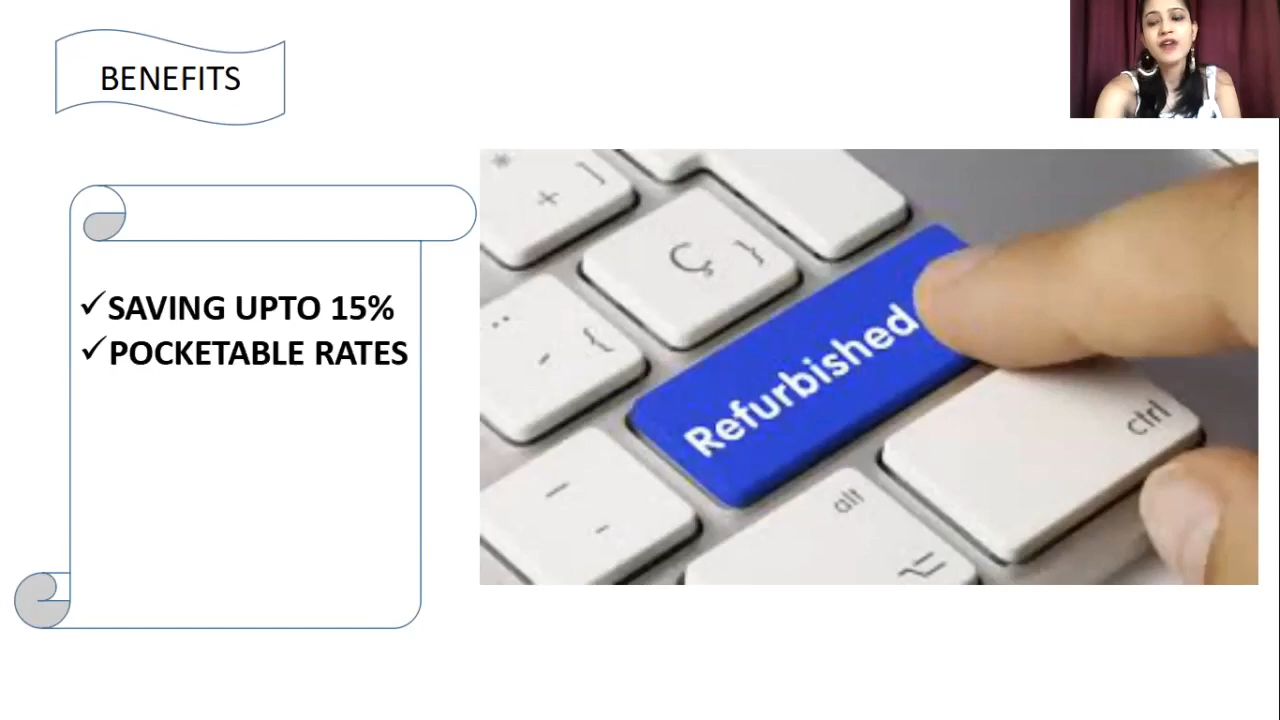 BENEFITS
✓SAVING UPTO 15%
✓POCKETABLE RATES
* + ]
Ç }
¨ - {
Refurbished
ctrl
alt
⌥